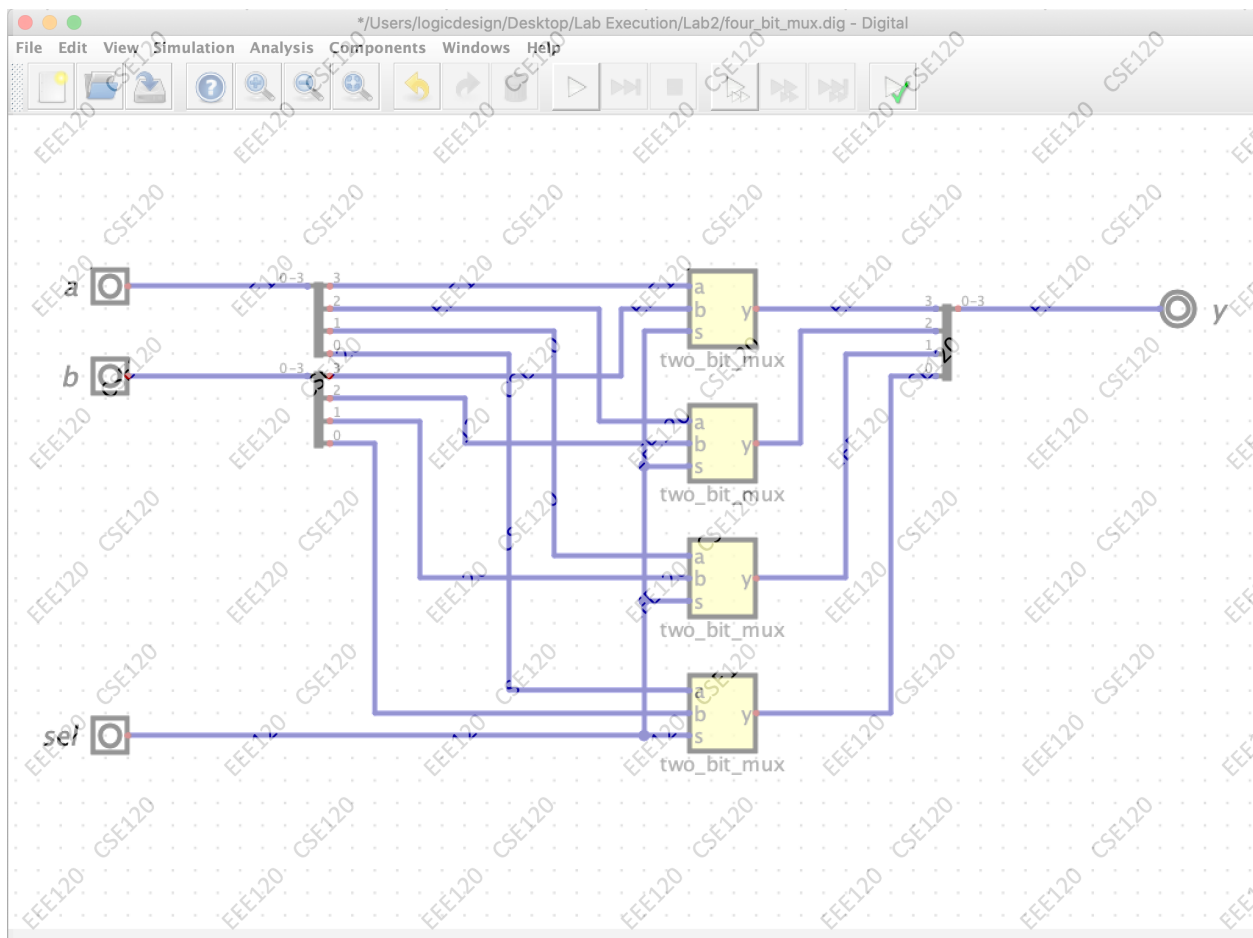 */Users/logicdesign/Desktop/Lab Execution/Lab2/four_bit_mux.dig - Digital
File Edit View Simulation Analysis Components Windows Help
a 0-3 3 a 3 0-3
2 b y 2 y
1 s 1
0 two_bit_mux 0
b 0-3 3
2 a
1 b y
0 s
two_bit_mux
a
b y
s
two_bit_mux
a
b y
sel s
two_bit_mux
CSE120
EEE120